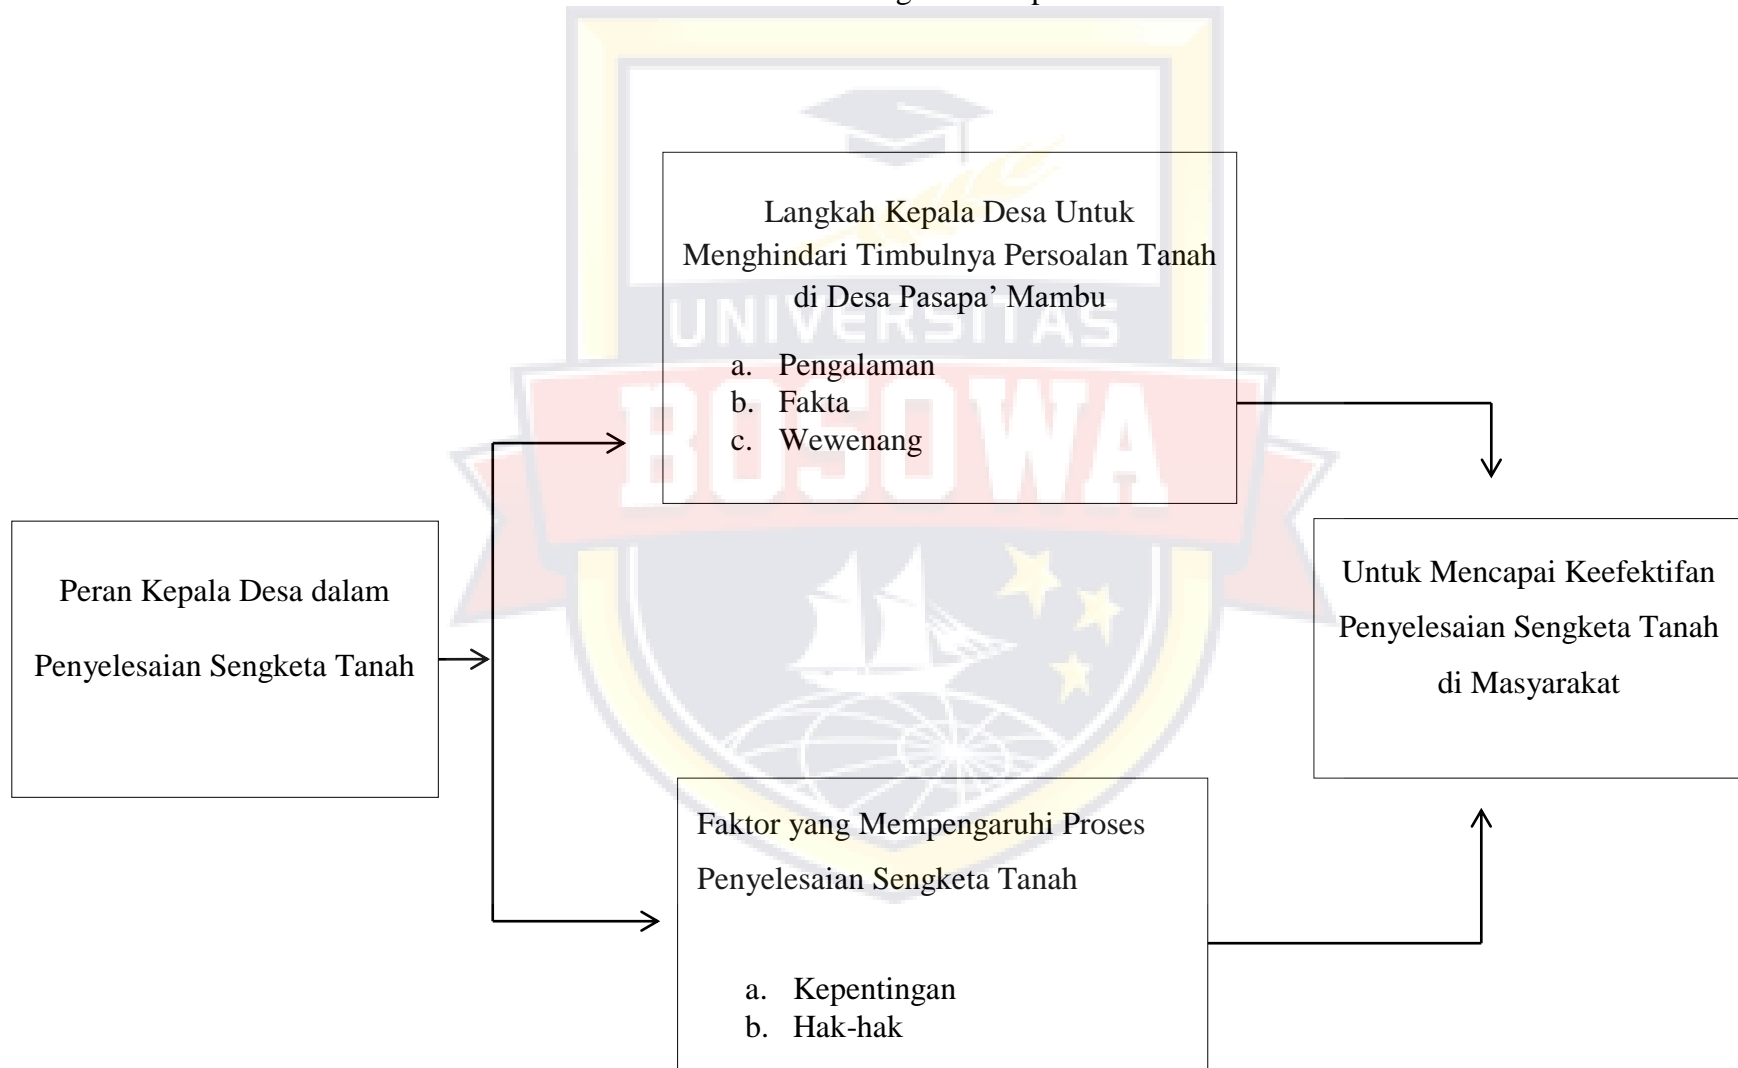 Peran Kepala Desa dalam
Penyelesaian Sengketa Tanah
Langkah Kepala Desa Untuk
Menghindari Timbulnya Persoalan Tanah
di Desa Pasapa’ Mambu
a. Pengalaman
b. Fakta
c. Wewenang
Faktor yang Mempengaruhi Proses
Penyelesaian Sengketa Tanah
a. Kepentingan
b. Hak-hak
Untuk Mencapai Keefektifan
Penyelesaian Sengketa Tanah
di Masyarakat
UNIVERSITAS
BOSOWA